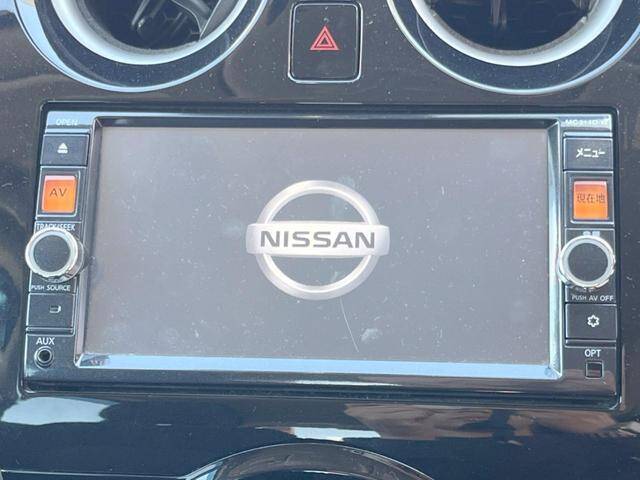 OPEN
AV
TRACK/SEEK
PUSH SOURCE
AUX
NISSAN
メニュー
現在地
PUSH AV OFF
OPT